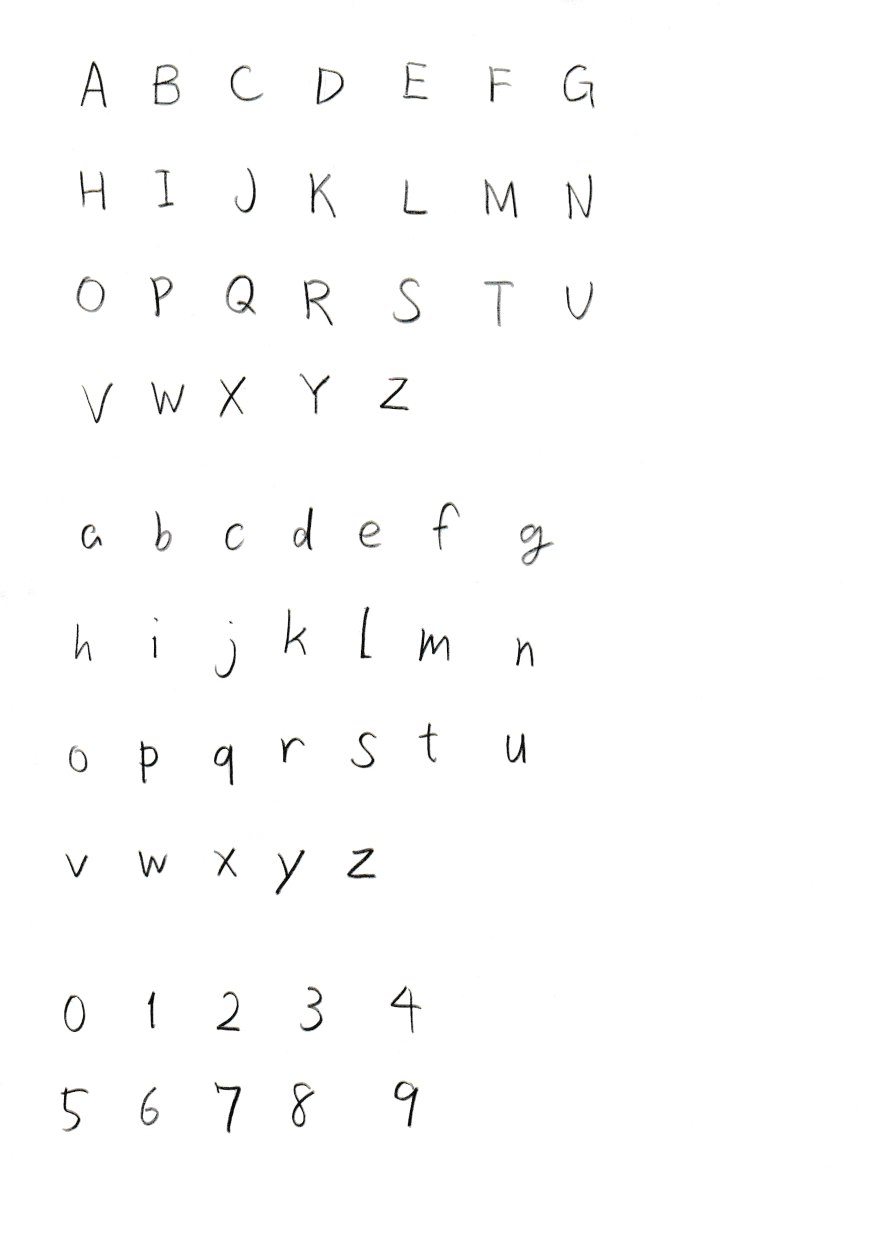 A B C D E F G
H I J K L M N
O P Q R S T U
V W X Y Z
a b c d e f g
h i j k l m n
o p q r s t u
v w x y z
0 1 2 3 4
5 6 7 8 9